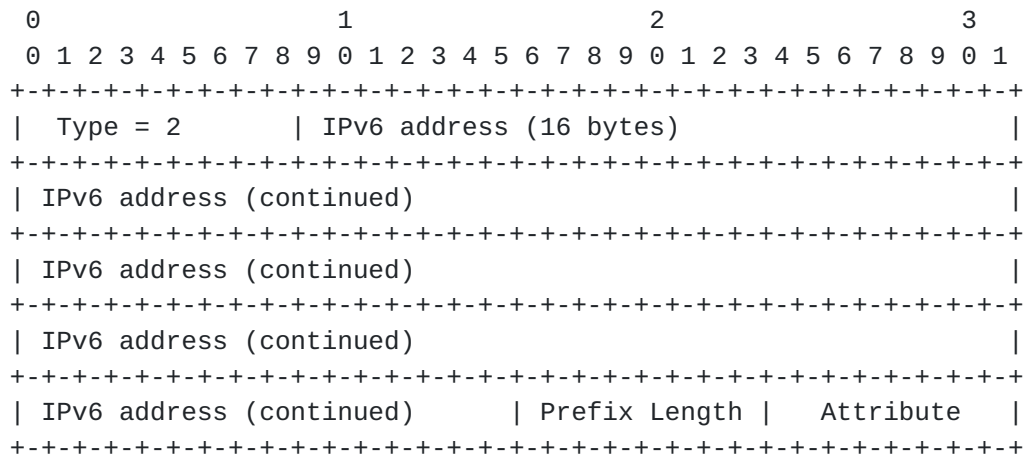 0                   1                   2                   3
 0 1 2 3 4 5 6 7 8 9 0 1 2 3 4 5 6 7 8 9 0 1 2 3 4 5 6 7 8 9 0 1
+-+-+-+-+-+-+-+-+-+-+-+-+-+-+-+-+-+-+-+-+-+-+-+-+-+-+-+-+-+-+-+-+
|  Type = 2       | IPv6 address (16 bytes)                     |
+-+-+-+-+-+-+-+-+-+-+-+-+-+-+-+-+-+-+-+-+-+-+-+-+-+-+-+-+-+-+-+-+
| IPv6 address (continued)                                      |
+-+-+-+-+-+-+-+-+-+-+-+-+-+-+-+-+-+-+-+-+-+-+-+-+-+-+-+-+-+-+-+-+
| IPv6 address (continued)                                      |
+-+-+-+-+-+-+-+-+-+-+-+-+-+-+-+-+-+-+-+-+-+-+-+-+-+-+-+-+-+-+-+-+
| IPv6 address (continued)                                      |
+-+-+-+-+-+-+-+-+-+-+-+-+-+-+-+-+-+-+-+-+-+-+-+-+-+-+-+-+-+-+-+-+
| IPv6 address (continued)      | Prefix Length |   Attribute   |
+-+-+-+-+-+-+-+-+-+-+-+-+-+-+-+-+-+-+-+-+-+-+-+-+-+-+-+-+-+-+-+-+